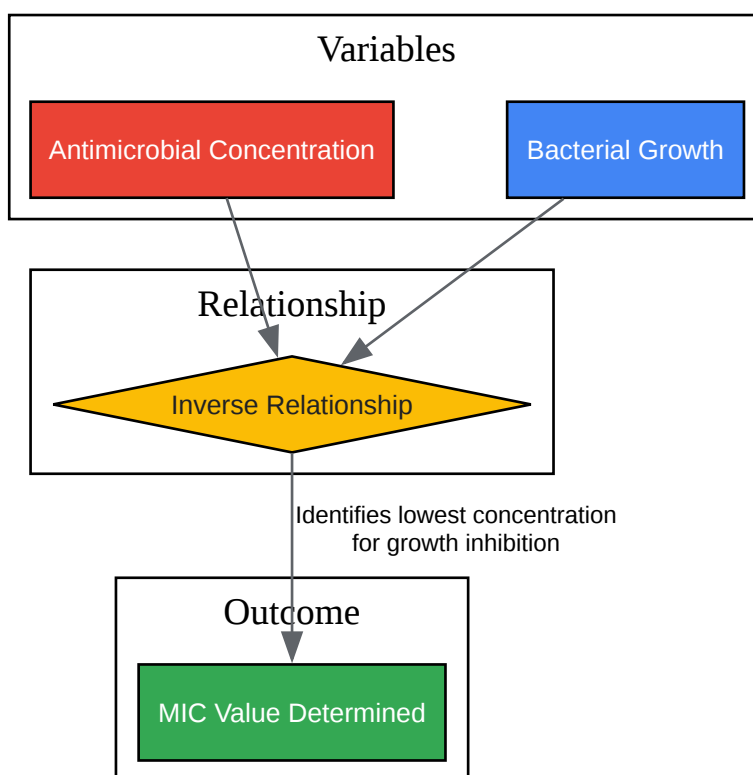 Variables
Antimicrobial Concentration
Bacterial Growth
Relationship
Inverse Relationship
Identifies lowest concentration
for growth inhibition
Outcome
MIC Value Determined